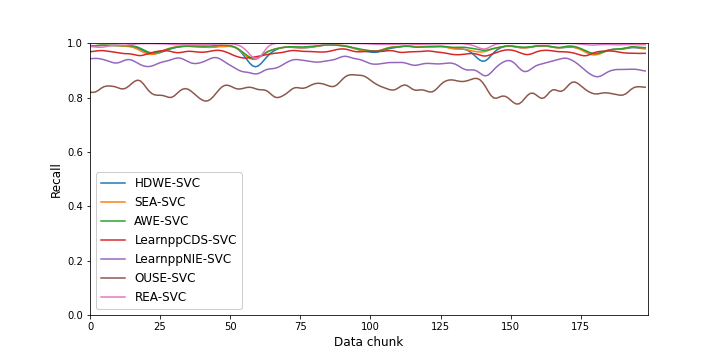 1.0
0.8
0.6
0.4
0.2
0.0
Recall
HDWE-SVC
SEA-SVC
AWE-SVC
LearnppCDS-SVC
LearnppNIE-SVC
OUSE-SVC
REA-SVC
0 25 50 75 100 125 150 175
Data chunk